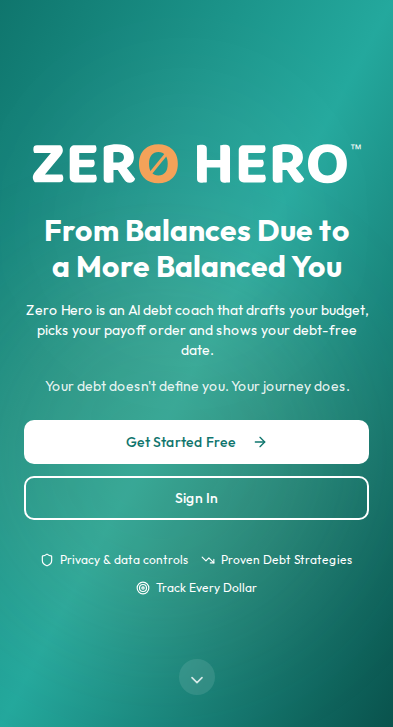 ZERO HERO™
From Balances Due to
a More Balanced You
Zero Hero is an AI debt coach that drafts your budget,
picks your payoff order and shows your debt-free
date.
Your debt doesn't define you. Your journey does.
Get Started Free →
Sign In
Privacy & data controls Proven Debt Strategies
Track Every Dollar